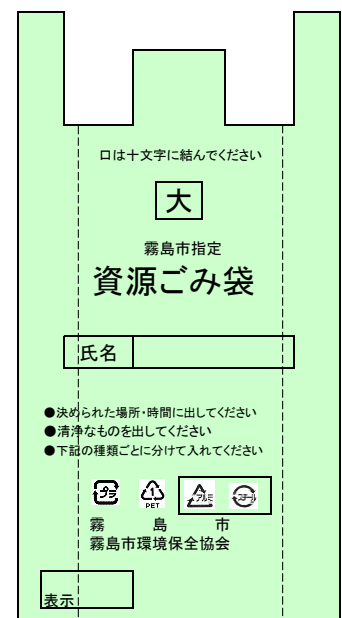 口は十文字に結んでください
大
霧島市指定
資源ごみ袋
氏名
●決められた場所・時間に出してください
●清浄なものを出してください
●下記の種類ごとに分けて入れてください
プラ 1 PET アルミ スチール
霧 島 市
霧島市環境保全協会
表示